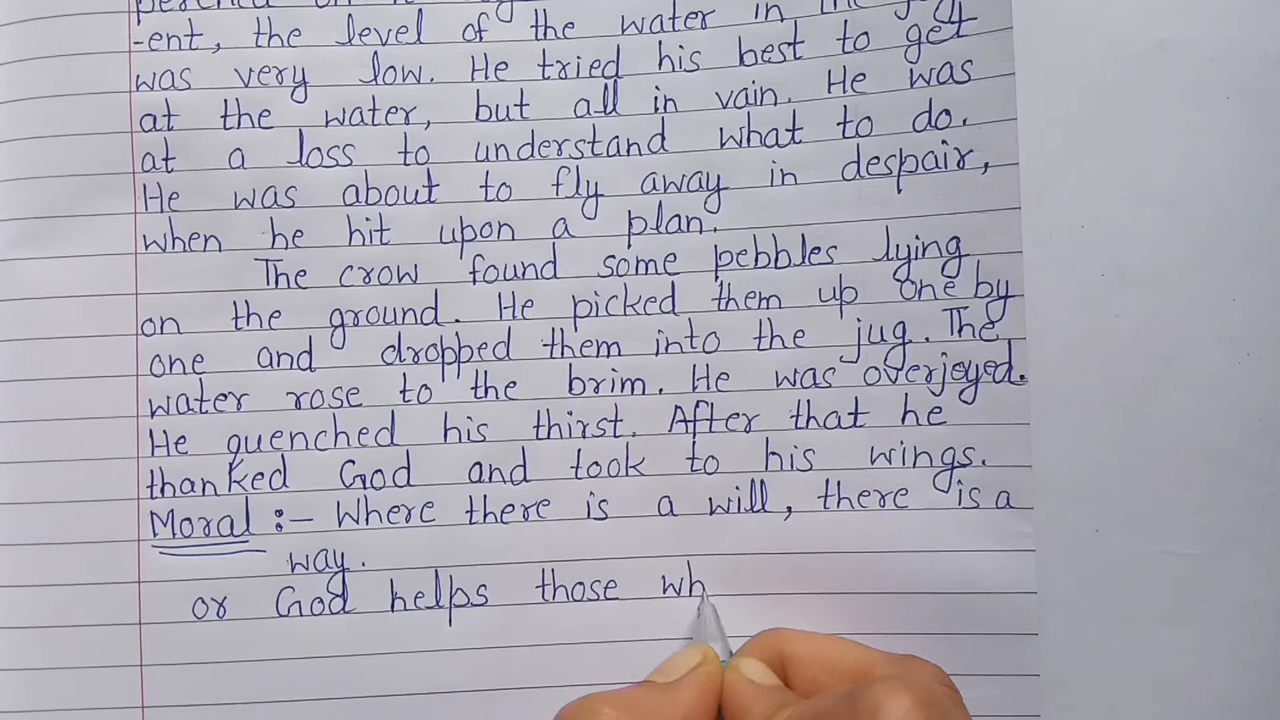 -ent, the level of the water in the jug
was very low. He tried his best to get
at the water, but all in vain. He was
at a loss to understand what to do.
He was about to fly away in despair,
when he hit upon a plan.
The crow found some pebbles lying
on the ground. He picked them up one by
one and dropped them into the jug. The
water rose to the brim. He was overjoyed.
He quenched his thirst. After that he
thanked God and took to his wings.
Moral :- Where there is a will, there is a
way.
or God helps those wh